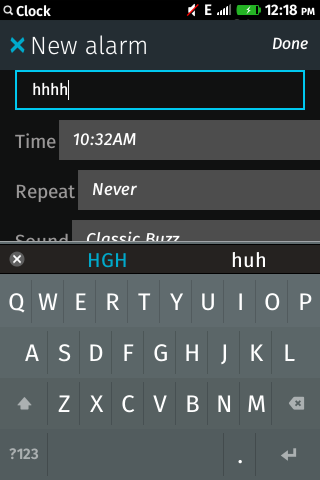 Clock E 12:18 PM
New alarm Done
hhhh
Time 10:32AM
Repeat Never
Sound Classic Buzz
HGH huh
Q W E R T Y U I O P
A S D F G H J K L
Z X C V B N M
?123 .